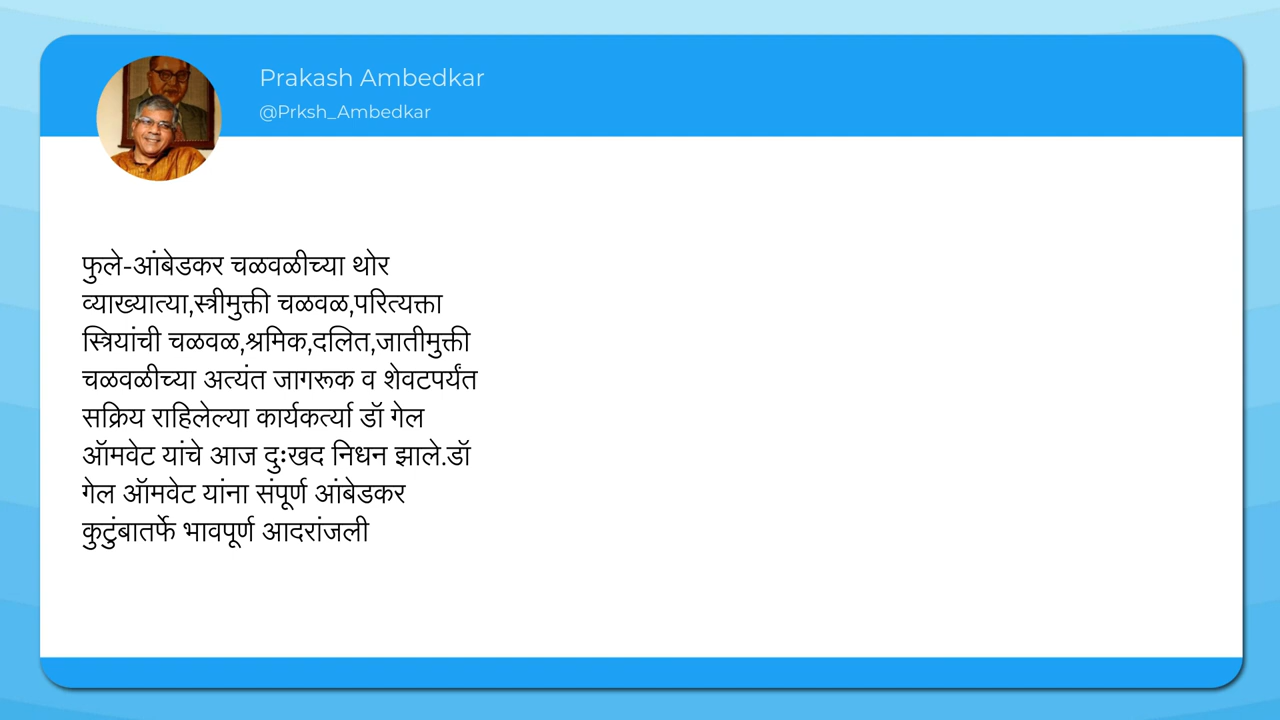 Prakash Ambedkar
@Prksh_Ambedkar
फुले-आंबेडकर चळवळीच्या थोर
व्याख्यात्या,स्त्रीमुक्ती चळवळ,परित्यक्ता
स्त्रियांची चळवळ,श्रमिक,दलित,जातीमुक्ती
चळवळीच्या अत्यंत जागरूक व शेवटपर्यंत
सक्रिय राहिलेल्या कार्यकर्त्या डॉ गेल
ऑमवेट यांचे आज दुःखद निधन झाले.डॉ
गेल ऑमवेट यांना संपूर्ण आंबेडकर
कुटुंबातर्फे भावपूर्ण आदरांजली